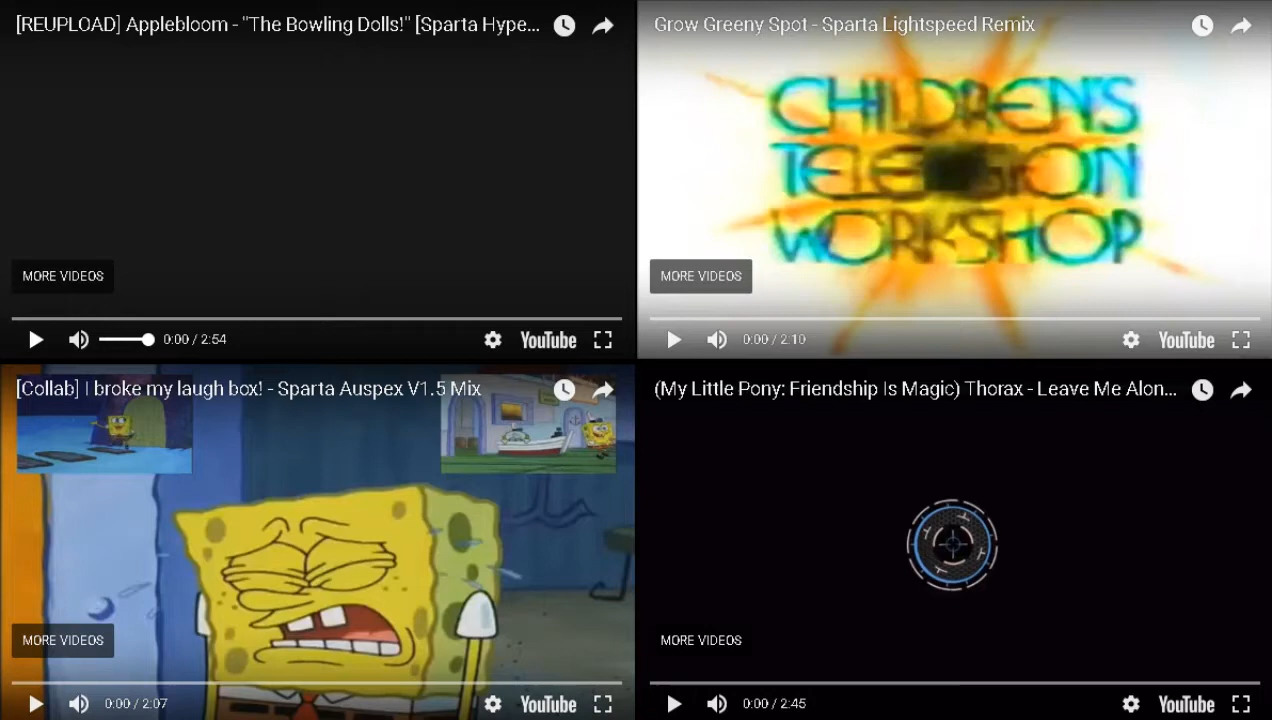 [REUPLOAD] Applebloom - "The Bowling Dolls!" [Sparta Hype...
Grow Greeny Spot - Sparta Lightspeed Remix
CHILDREN'S
TELEVISION
WORKSHOP
MORE VIDEOS
MORE VIDEOS
0:00 / 2:54
YouTube
0:00 / 2:10
YouTube
[Collab] I broke my laugh box! - Sparta Auspex V1.5 Mix
(My Little Pony: Friendship Is Magic) Thorax - Leave Me Alon...
MORE VIDEOS
MORE VIDEOS
0:00 / 2:07
YouTube
0:00 / 2:45
YouTube